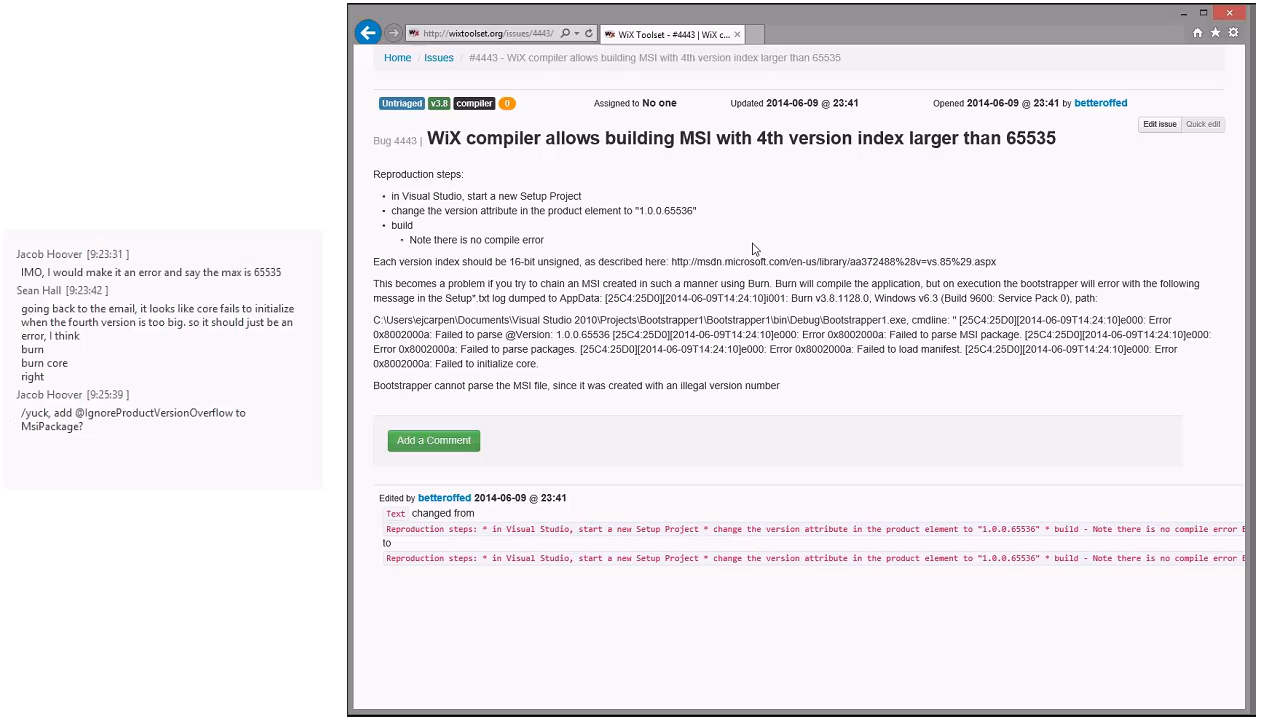 Jacob Hoover [9:23:31 ]
IMO, I would make it an error and say the max is 65535
Sean Hall [9:23:42 ]
going back to the email, it looks like core fails to initialize
when the fourth version is too big. so it should just be an
error, I think
burn
burn core
right
Jacob Hoover [9:25:39 ]
/yuck, add @IgnoreProductVersionOverflow to
MsiPackage?
http://wixtoolset.org/issues/4443/
WiX Toolset - #4443 | WiX c...
Home / Issues / #4443 - WiX compiler allows building MSI with 4th version index larger than 65535
Untriaged v3.8 compiler 0 Assigned to No one Updated 2014-06-09 @ 23:41 Opened 2014-06-09 @ 23:41 by betteroffed
Edit issue Quick edit
Bug 4443 | WiX compiler allows building MSI with 4th version index larger than 65535
Reproduction steps:
• in Visual Studio, start a new Setup Project
• change the version attribute in the product element to "1.0.0.65536"
• build
• Note there is no compile error
Each version index should be 16-bit unsigned, as described here: http://msdn.microsoft.com/en-us/library/aa372488%28v=vs.85%29.aspx
This becomes a problem if you try to chain an MSI created in such a manner using Burn. Burn will compile the application, but on execution the bootstrapper will error with the following
message in the Setup*.txt log dumped to AppData: [25C4:25D0][2014-06-09T14:24:10]i001: Burn v3.8.1128.0, Windows v6.3 (Build 9600: Service Pack 0), path:
C:\Users\ejcarpen\Documents\Visual Studio 2010\Projects\Bootstrapper1\Bootstrapper1\bin\Debug\Bootstrapper1.exe, cmdline: '' [25C4:25D0][2014-06-09T14:24:10]e000: Error
0x8002000a: Failed to parse @Version: 1.0.0.65536 [25C4:25D0][2014-06-09T14:24:10]e000: Error 0x8002000a: Failed to parse MSI package. [25C4:25D0][2014-06-09T14:24:10]e000:
Error 0x8002000a: Failed to parse packages. [25C4:25D0][2014-06-09T14:24:10]e000: Error 0x8002000a: Failed to load manifest. [25C4:25D0][2014-06-09T14:24:10]e000: Error
0x8002000a: Failed to initialize core.
Bootstrapper cannot parse the MSI file, since it was created with an illegal version number
Add a Comment
Edited by betteroffed 2014-06-09 @ 23:41
Text changed from
Reproduction steps: * in Visual Studio, start a new Setup Project * change the version attribute in the product element to "1.0.0.65536" * build - Note there is no compile error E
to
Reproduction steps: * in Visual Studio, start a new Setup Project * change the version attribute in the product element to "1.0.0.65536" * build - Note there is no compile error E